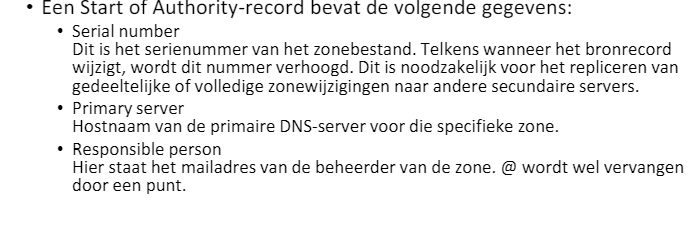 • Een Start of Authority-record bevat de volgende gegevens:
• Serial number
Dit is het serienummer van het zonebestand. Telkens wanneer het bronrecord
wijzigt, wordt dit nummer verhoogd. Dit is noodzakelijk voor het repliceren van
gedeeltelijke of volledige zonewijzigingen naar andere secundaire servers.
• Primary server
Hostnaam van de primaire DNS-server voor die specifieke zone.
• Responsible person
Hier staat het mailadres van de beheerder van de zone. @ wordt wel vervangen
door een punt.